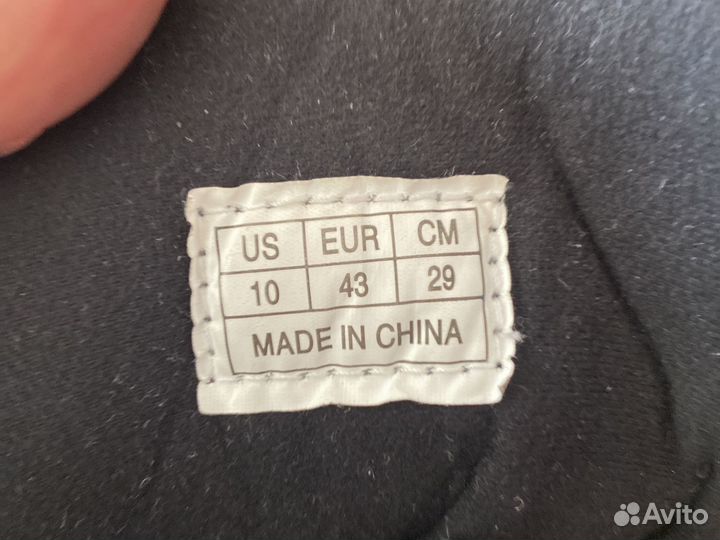 US EUR CM
10 43 29
MADE IN CHINA
Avito